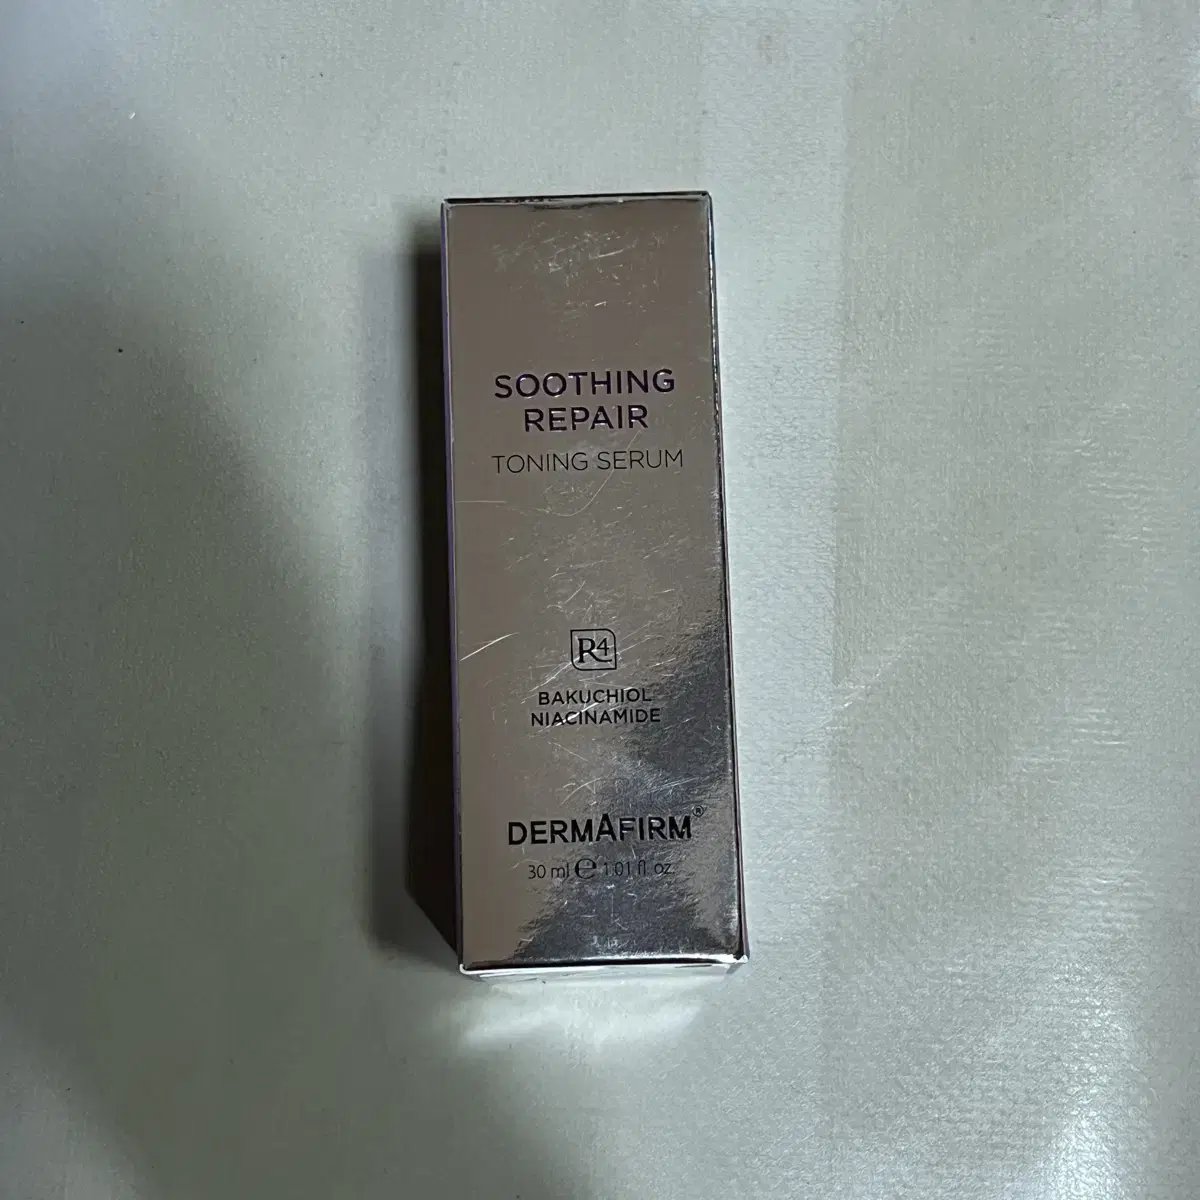 SOOTHING
REPAIR
TONING SERUM
R4
BAKUCHIOL
NIACINAMIDE
DERMAFIRM®
30 ml ℮ 1.01 fl. oz.